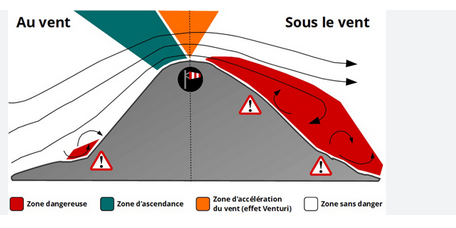 Au vent
Sous le vent
Zone dangereuse
Zone d'ascendance
Zone d'accélération
du vent (effet Venturi)
Zone sans danger